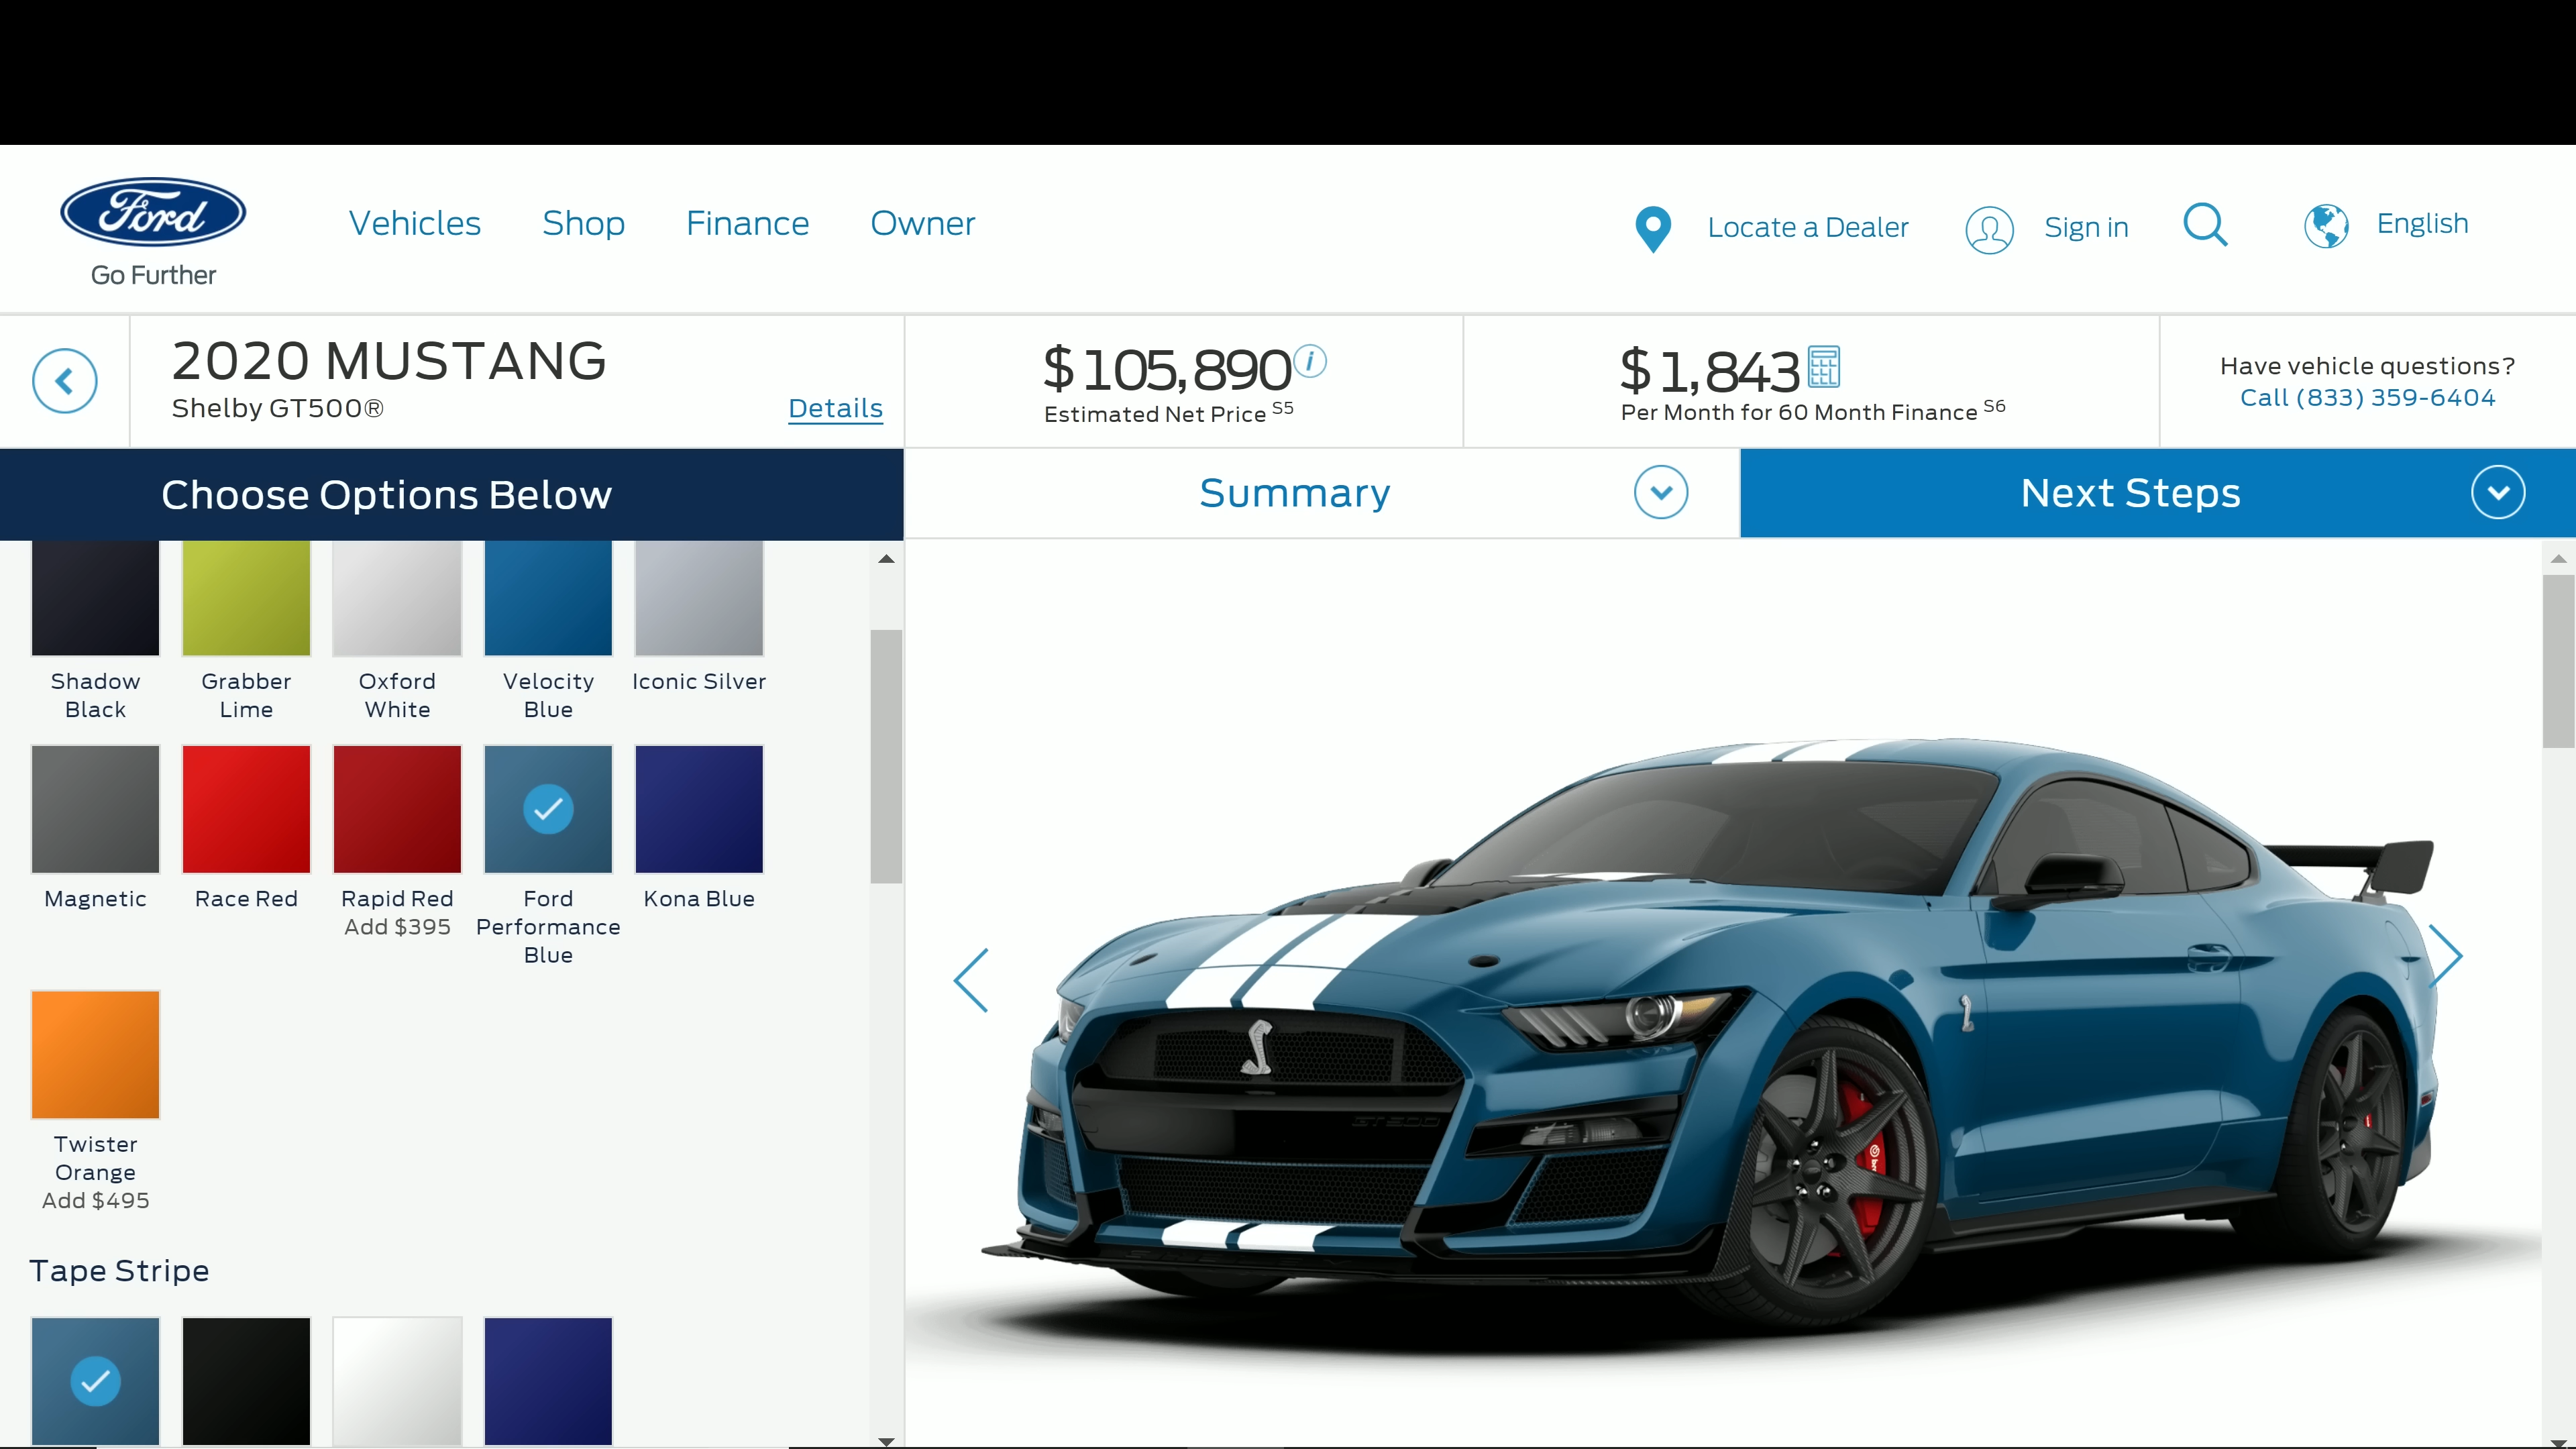 Ford
Go Further
Vehicles
Shop
Finance
Owner
Locate a Dealer
Sign in
English
2020 MUSTANG
Shelby GT500®
Details
$105,890
Estimated Net Price S5
$1,843
Per Month for 60 Month Finance S6
Have vehicle questions?
Call (833) 359-6404
Choose Options Below
Summary
Next Steps
Shadow
Black
Grabber
Lime
Oxford
White
Velocity
Blue
Iconic Silver
Magnetic
Race Red
Rapid Red
Add $395
Ford
Performance
Blue
Kona Blue
Twister
Orange
Add $495
Tape Stripe
GT500